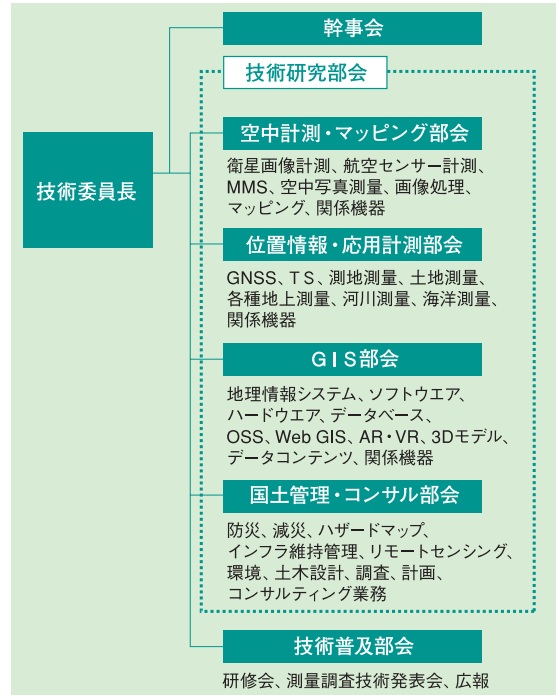 幹事会
技術研究部会
技術委員長
空中計測・マッピング部会
衛星画像計測、航空センサー計測、
MMS、空中写真測量、画像処理、
マッピング、関係機器
位置情報・応用計測部会
GNSS、TS、測地測量、土地測量、
各種地上測量、河川測量、海洋測量、
関係機器
GIS部会
地理情報システム、ソフトウエア、
ハードウエア、データベース、
OSS、Web GIS、AR・VR、3Dモデル、
データコンテンツ、関係機器
国土管理・コンサル部会
防災、減災、ハザードマップ、
インフラ維持管理、リモートセンシング、
環境、土木設計、調査、計画、
コンサルティング業務
技術普及部会
研修会、測量調査技術発表会、広報